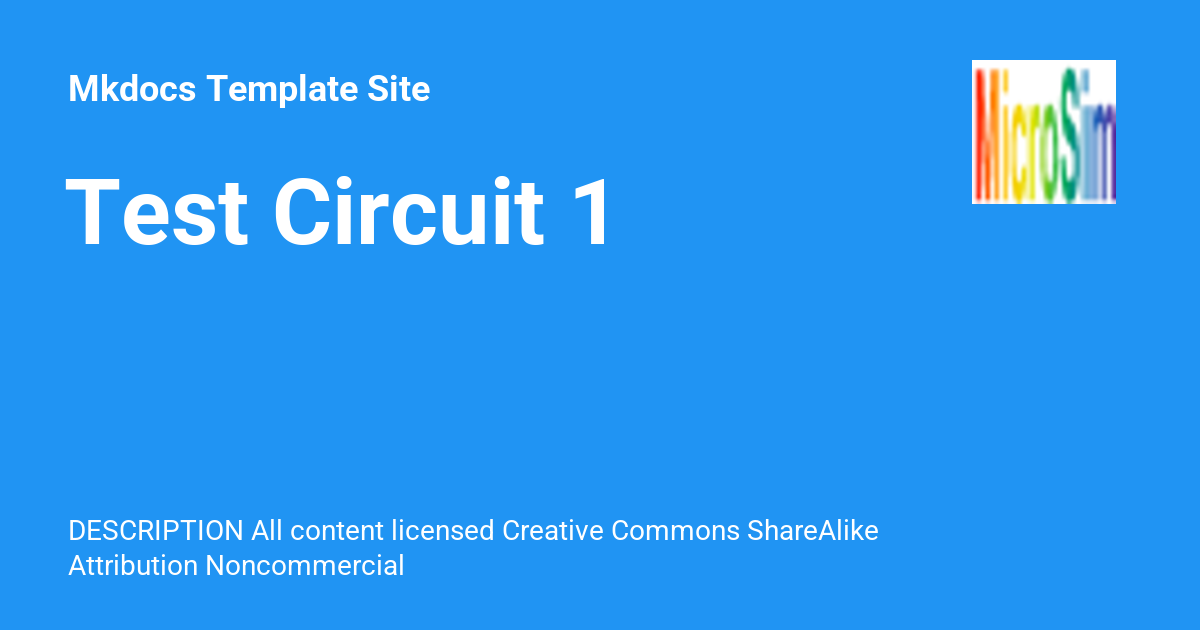 Mkdocs Template Site
MicroSim
Test Circuit 1
DESCRIPTION All content licensed Creative Commons ShareAlike
Attribution Noncommercial